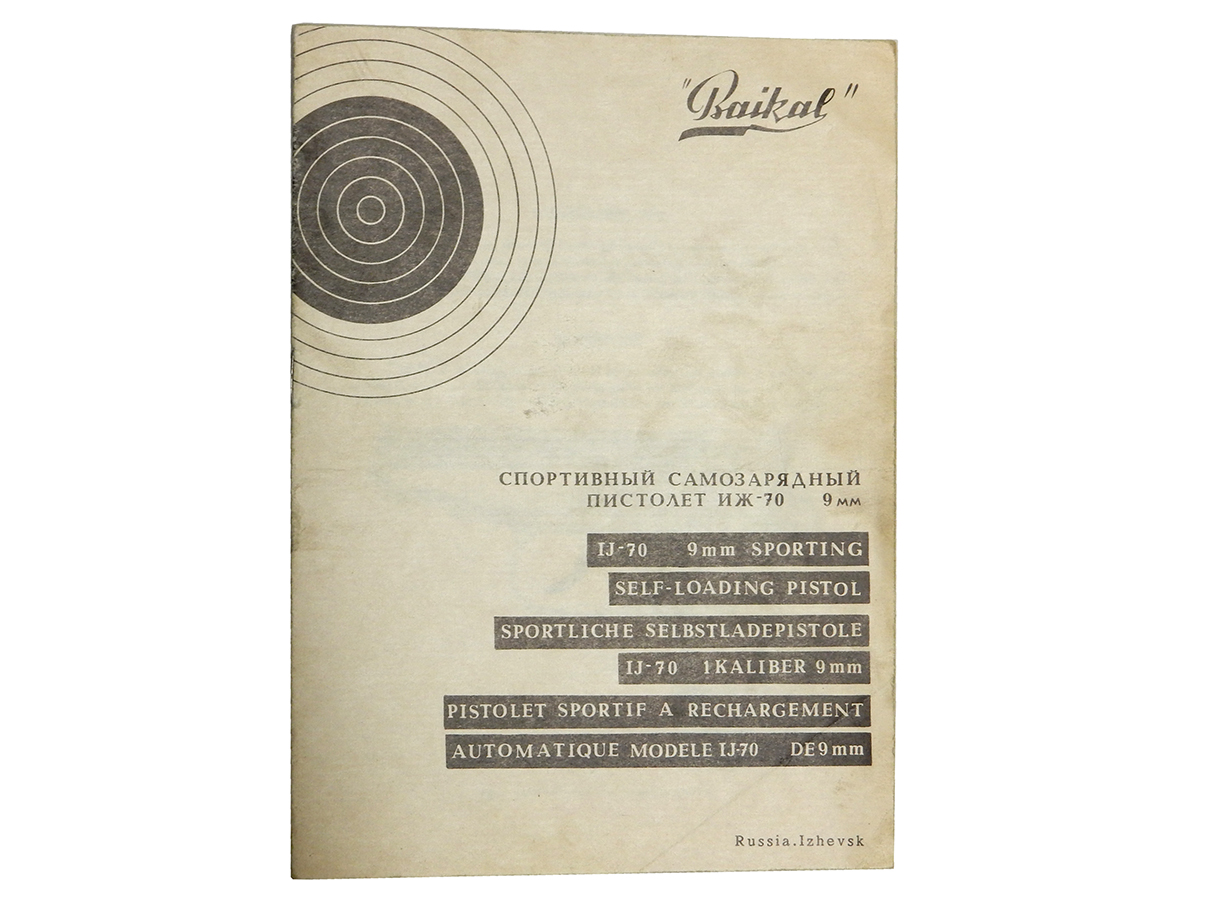 "Baikal"
СПОРТИВНЫЙ САМОЗАРЯДНЫЙ
ПИСТОЛЕТ ИЖ-70 9мм
IJ-70 9mm SPORTING
SELF-LOADING PISTOL
SPORTLICHE SELBSTLADEPISTOLE
IJ-70 1KALIBER 9mm
PISTOLET SPORTIF A RECHARGEMENT
AUTOMATIQUE MODELE IJ-70 DE9mm
Russia.Izhevsk